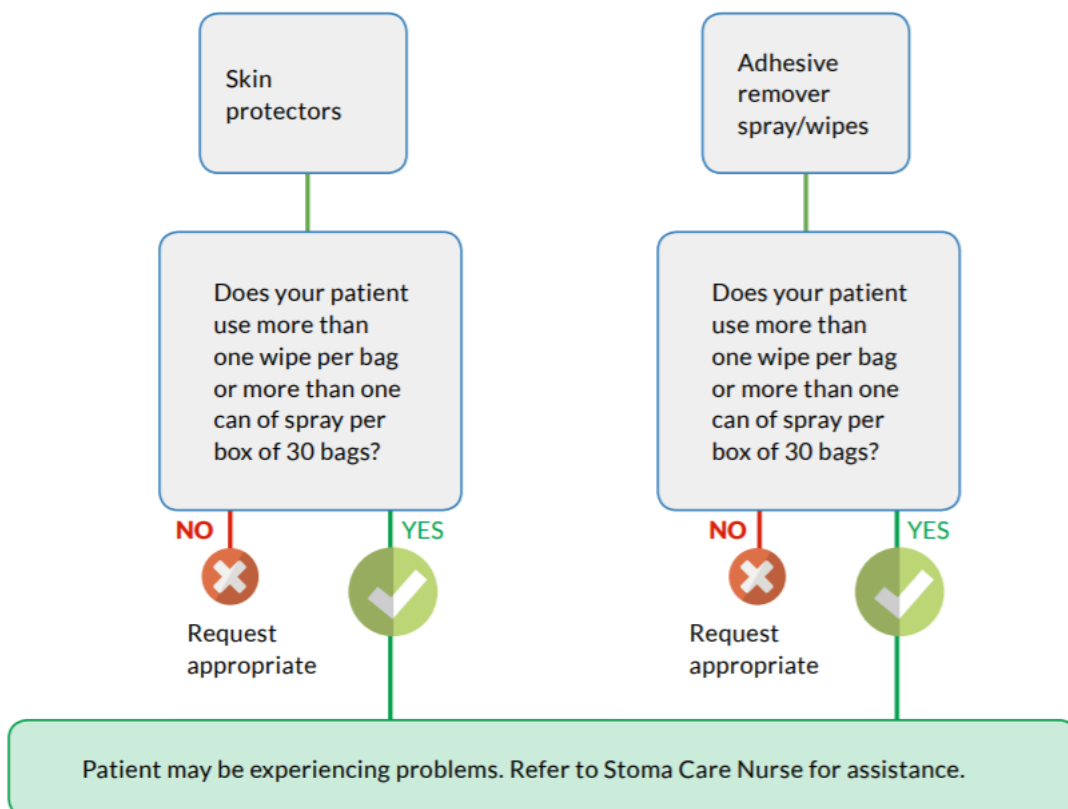 Skin
protectors
Adhesive
remover
spray/wipes
Does your patient
use more than
one wipe per bag
or more than one
can of spray per
box of 30 bags?
Does your patient
use more than
one wipe per bag
or more than one
can of spray per
box of 30 bags?
NO
YES
NO
YES
Request
appropriate
Request
appropriate
Patient may be experiencing problems. Refer to Stoma Care Nurse for assistance.